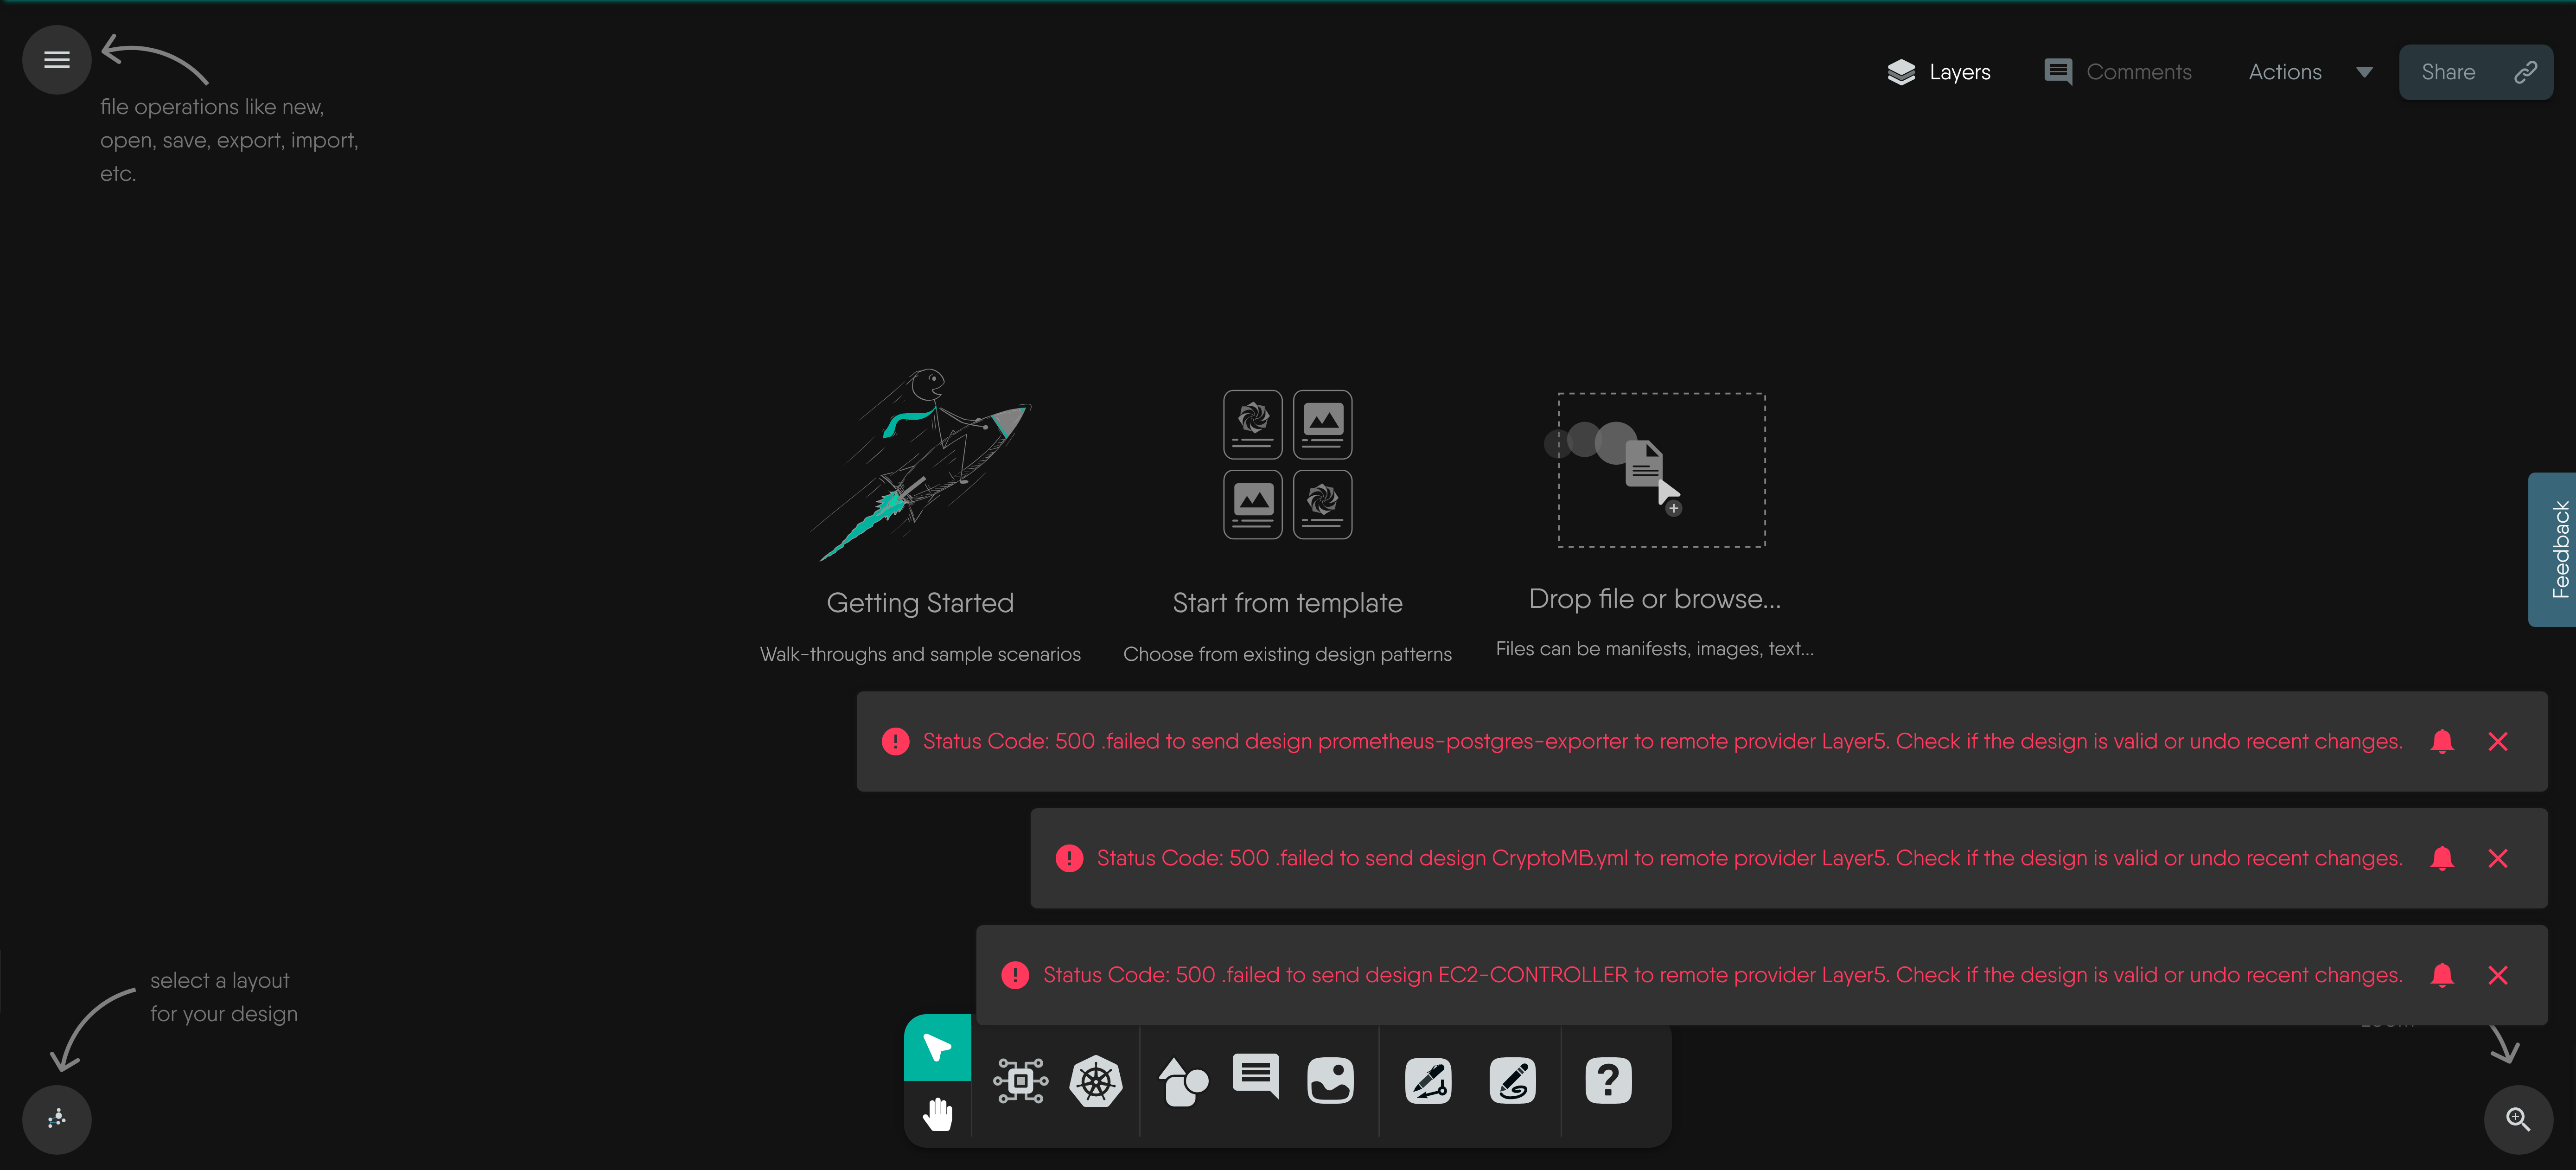 file operations like new,
open, save, export, import,
etc.
Layers
Comments
Actions
Share
Getting Started
Walk-throughs and sample scenarios
Start from template
Choose from existing design patterns
Drop file or browse...
Files can be manifests, images, text...
Feedback
Status Code: 500 .failed to send design prometheus-postgres-exporter to remote provider Layer5. Check if the design is valid or undo recent changes.
Status Code: 500 .failed to send design CryptoMB.yml to remote provider Layer5. Check if the design is valid or undo recent changes.
Status Code: 500 .failed to send design EC2-CONTROLLER to remote provider Layer5. Check if the design is valid or undo recent changes.
select a layout
for your design